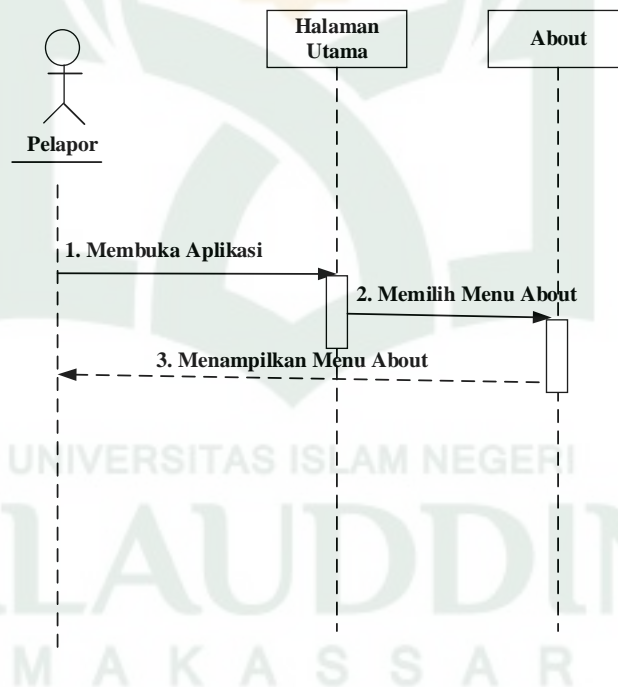 Halaman
Utama
About
Pelapor
1. Membuka Aplikasi
2. Memilih Menu About
3. Menampilkan Menu About
UNIVERSITAS ISLAM NEGERI
ALAUDDIN
MAKASSAR